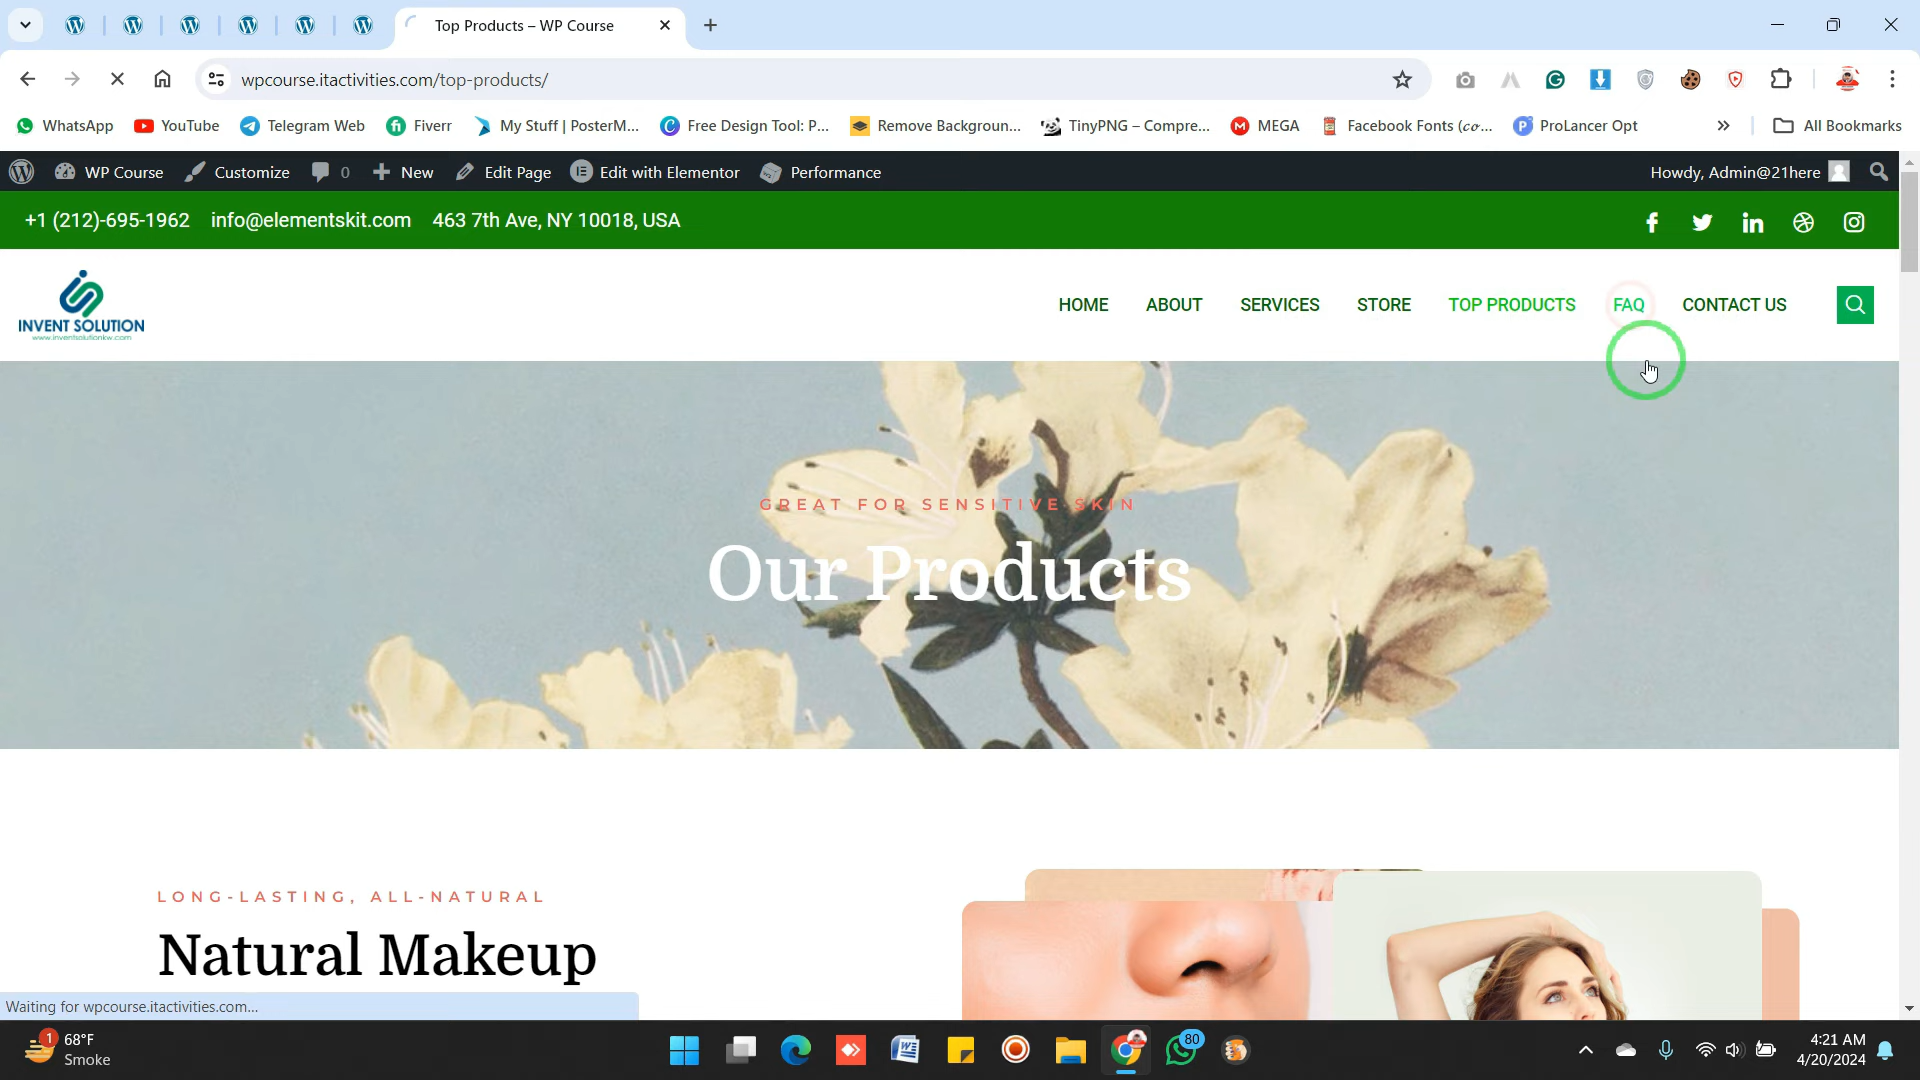 Top Products – WP Course
wpcourse.itactivities.com/top-products/
WhatsApp YouTube Telegram Web Fiverr My Stuff | PosterM... Free Design Tool: P... Remove Backgroun... TinyPNG – Compre... MEGA Facebook Fonts (co... ProLancer Opt » All Bookmarks
WP Course Customize 0 New Edit Page Edit with Elementor Performance Howdy, Admin@21here
+1 (212)-695-1962 info@elementskit.com 463 7th Ave, NY 10018, USA
INVENT SOLUTION
www.inventsolutionkw.com
HOME ABOUT SERVICES STORE TOP PRODUCTS FAQ CONTACT US
GREAT FOR SENSITIVE SKIN
Our Products
LONG-LASTING, ALL-NATURAL
Natural Makeup
Waiting for wpcourse.itactivities.com...
1 68°F
Smoke
80
4:21 AM
4/20/2024